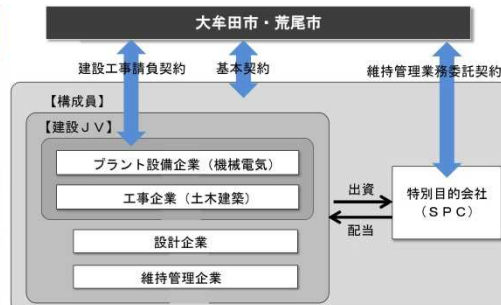 大牟田市・荒尾市
建設工事請負契約
基本契約
維持管理業務委託契約
【構成員】
【建設ＪＶ】
プラント設備企業（機械電気）
工事企業（土木建築）
設計企業
維持管理企業
出資
配当
特別目的会社
（ＳＰＣ）